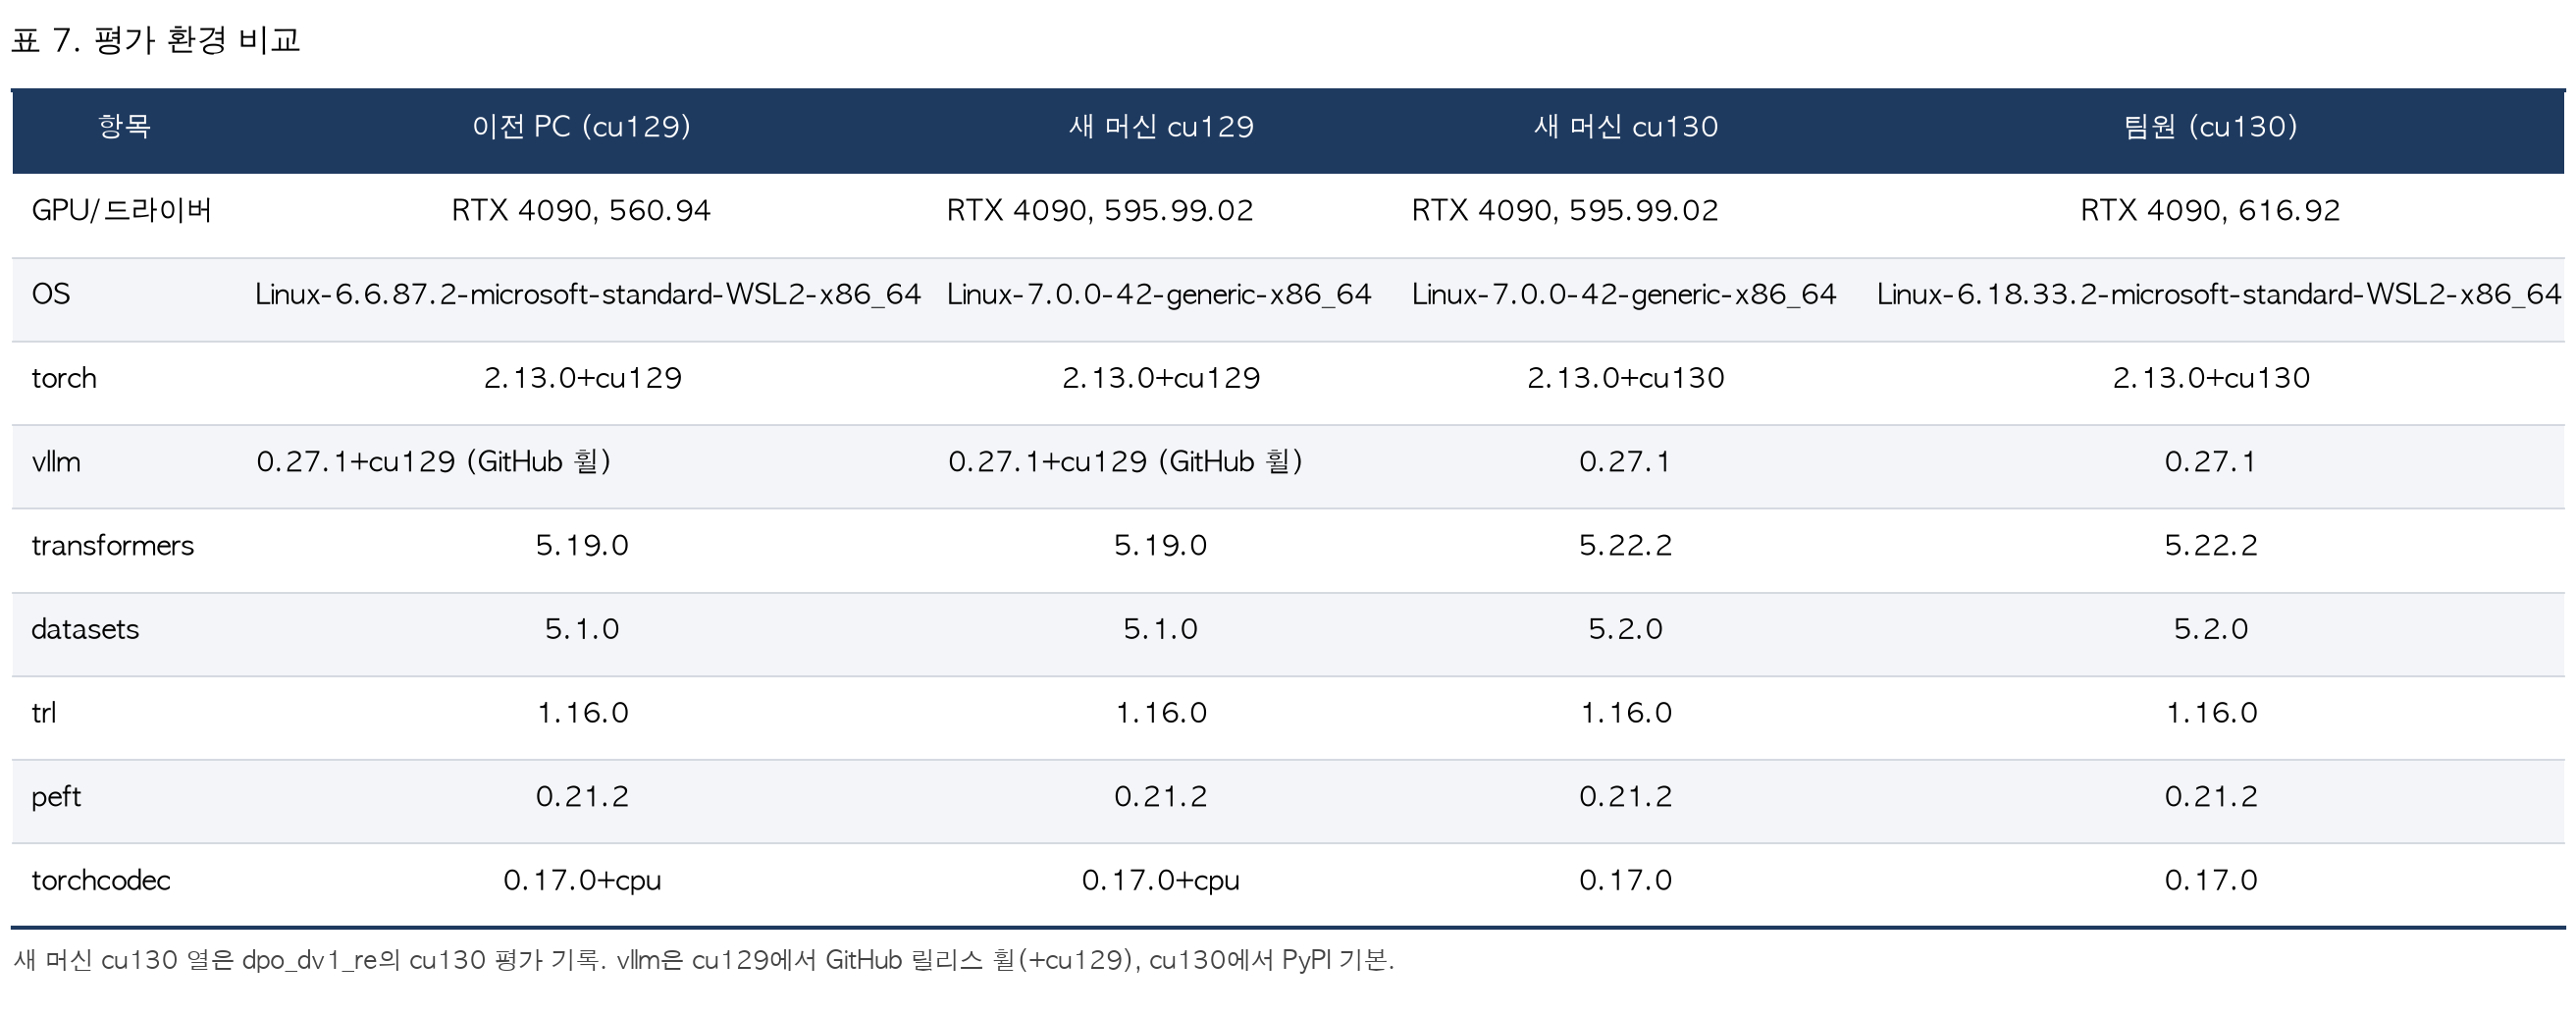 표 7. 평가 환경 비교
항목 이전 PC (cu129) 새 머신 cu129 새 머신 cu130 팀원 (cu130)
GPU/드라이버 RTX 4090, 560.94 RTX 4090, 595.99.02 RTX 4090, 595.99.02 RTX 4090, 616.92
OS Linux-6.6.87.2-microsoft-standard-WSL2-x86_64 Linux-7.0.0-42-generic-x86_64 Linux-7.0.0-42-generic-x86_64 Linux-6.18.33.2-microsoft-standard-WSL2-x86_64
torch 2.13.0+cu129 2.13.0+cu129 2.13.0+cu130 2.13.0+cu130
vllm 0.27.1+cu129 (GitHub 휠) 0.27.1+cu129 (GitHub 휠) 0.27.1 0.27.1
transformers 5.19.0 5.19.0 5.22.2 5.22.2
datasets 5.1.0 5.1.0 5.2.0 5.2.0
trl 1.16.0 1.16.0 1.16.0 1.16.0
peft 0.21.2 0.21.2 0.21.2 0.21.2
torchcodec 0.17.0+cpu 0.17.0+cpu 0.17.0 0.17.0
새 머신 cu130 열은 dpo_dv1_re의 cu130 평가 기록. vllm은 cu129에서 GitHub 릴리스 휠(+cu129), cu130에서 PyPI 기본.